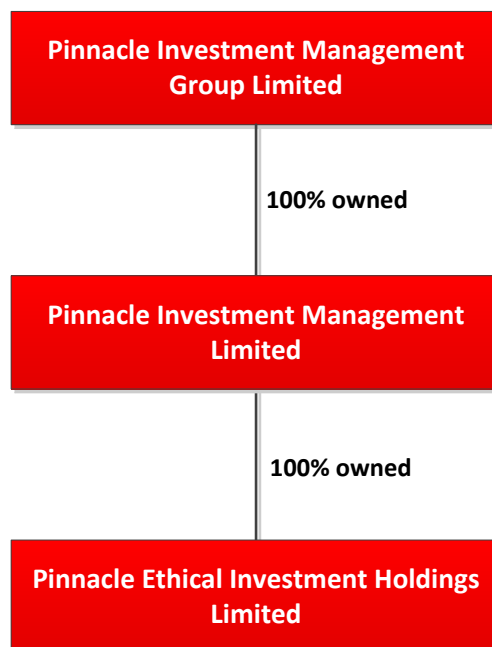 Pinnacle Investment Management
Group Limited
100% owned
Pinnacle Investment Management
Limited
100% owned
Pinnacle Ethical Investment Holdings
Limited